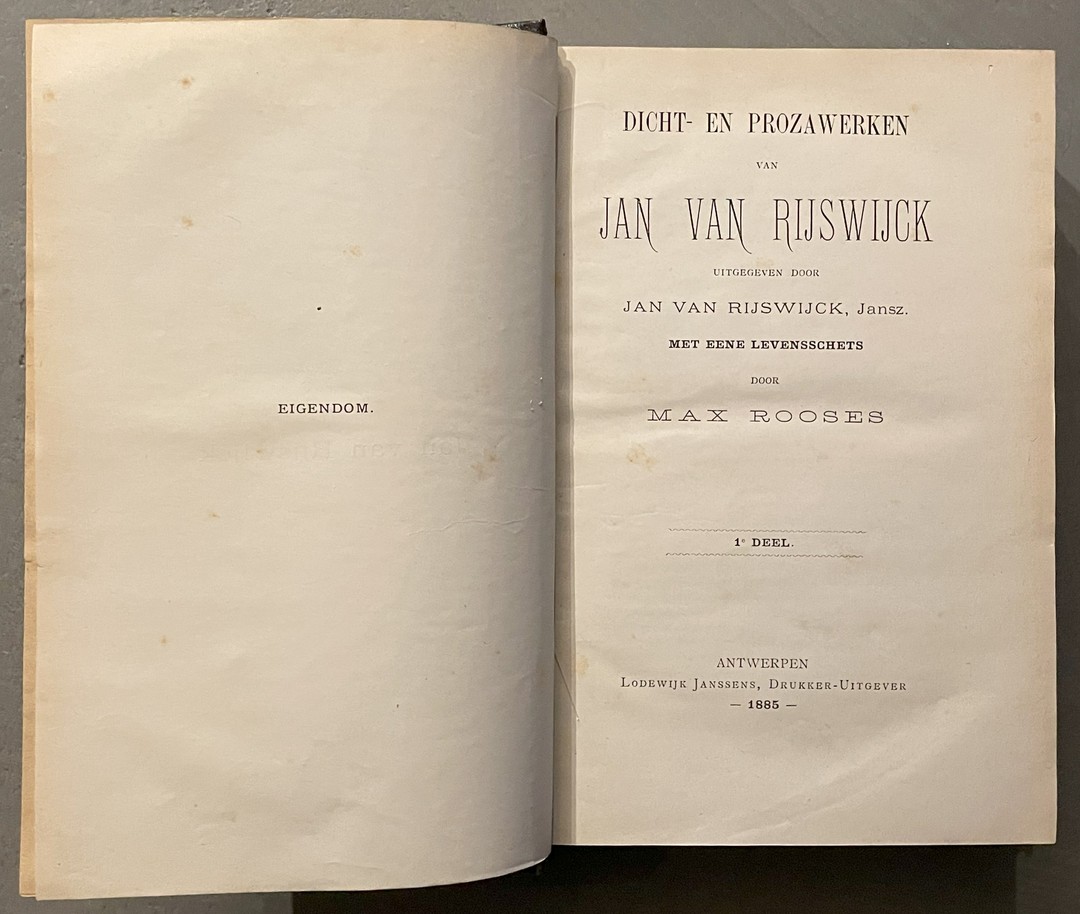 EIGENDOM.
DICHT- EN PROZAWERKEN
VAN
JAN VAN RIJSWIJCK
UITGEGEVEN DOOR
JAN VAN RIJSWIJCK, Jansz.
MET EENE LEVENSSCHETS
DOOR
MAX ROOSES
1e DEEL.
ANTWERPEN
LODEWIJK JANSSENS, DRUKKER-UITGEVER
— 1885 —